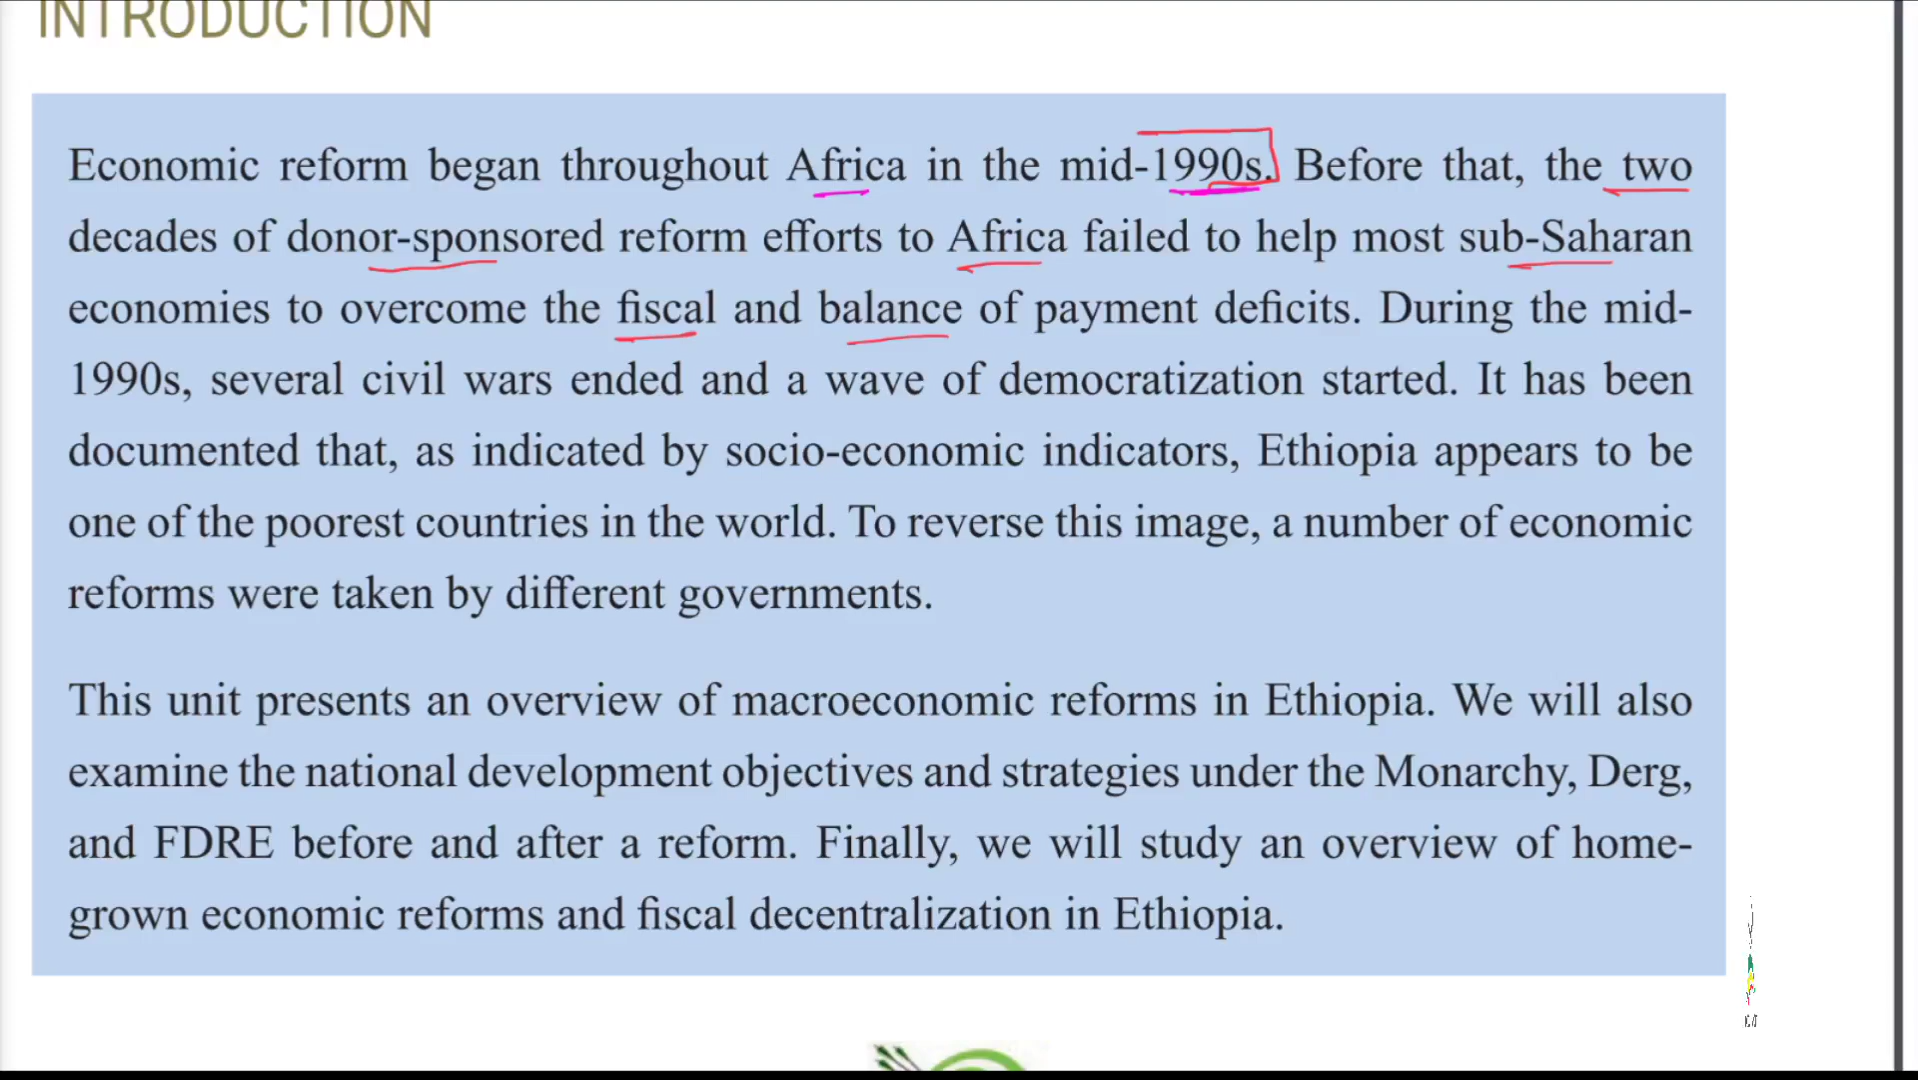 INTRODUCTION
Economic reform began throughout Africa in the mid-1990s. Before that, the two
decades of donor-sponsored reform efforts to Africa failed to help most sub-Saharan
economies to overcome the fiscal and balance of payment deficits. During the mid-
1990s, several civil wars ended and a wave of democratization started. It has been
documented that, as indicated by socio-economic indicators, Ethiopia appears to be
one of the poorest countries in the world. To reverse this image, a number of economic
reforms were taken by different governments.
This unit presents an overview of macroeconomic reforms in Ethiopia. We will also
examine the national development objectives and strategies under the Monarchy, Derg,
and FDRE before and after a reform. Finally, we will study an overview of home-
grown economic reforms and fiscal decentralization in Ethiopia.